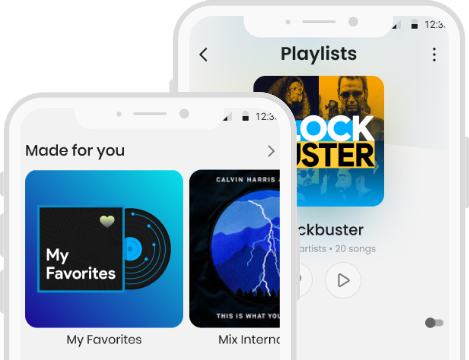 12:3
Playlists
LOCK
USTER
ckbuster
artists • 20 songs
12:3
Made for you
CALVIN HARRIS
My
Favorites
THIS IS WHAT YOU
My Favorites
Mix Interna